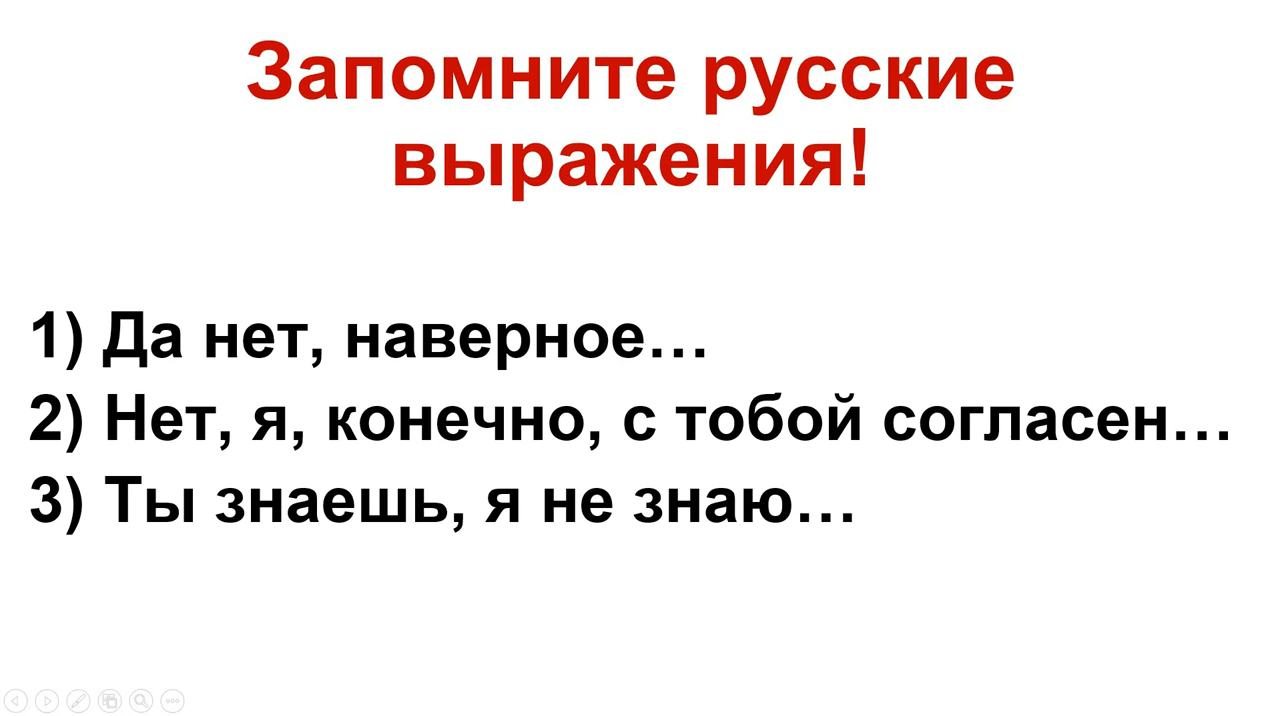 Запомните русские
выражения!
1) Да нет, наверное…
2) Нет, я, конечно, с тобой согласен…
3) Ты знаешь, я не знаю…